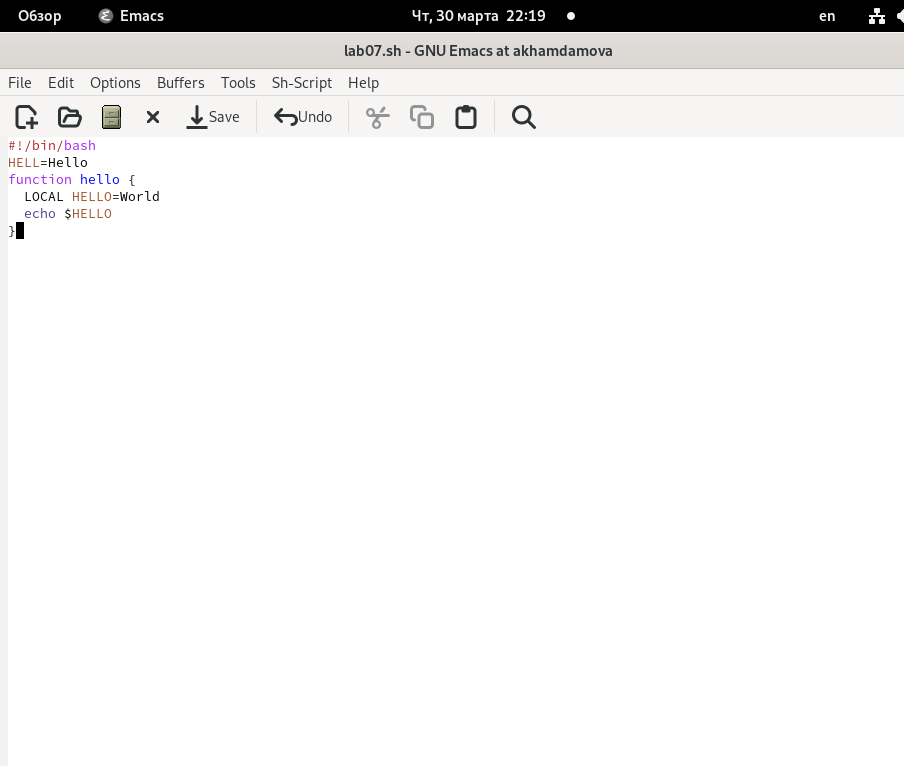 Обзор Emacs Чт, 30 марта 22:19 en
lab07.sh - GNU Emacs at akhamdamova
File Edit Options Buffers Tools Sh-Script Help
Save Undo
#!/bin/bash
HELL=Hello
function hello {
  LOCAL HELLO=World
  echo $HELLO
}